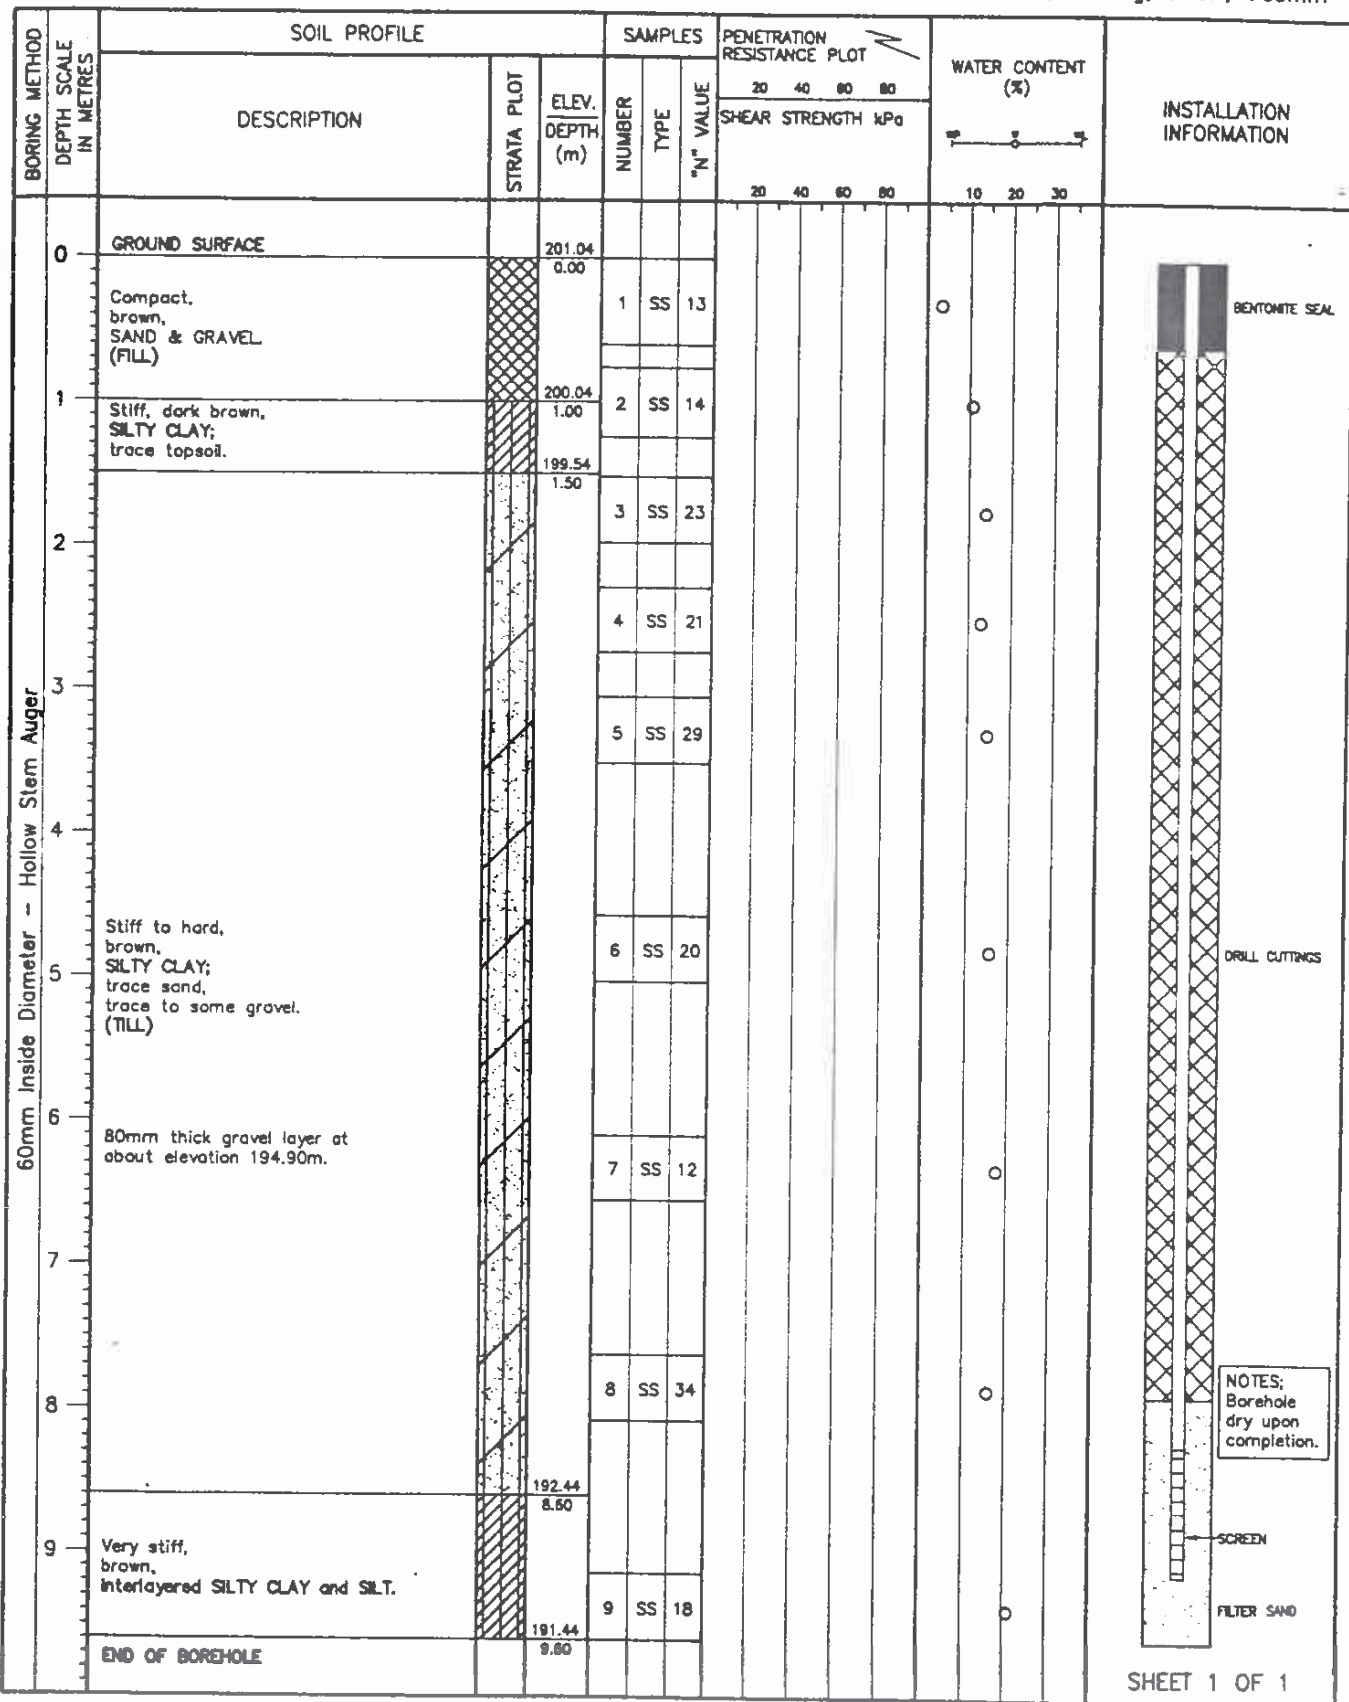 BORING METHOD
DEPTH SCALE
IN METRES
SOIL PROFILE
DESCRIPTION
STRATA PLOT
ELEV.
DEPTH
(m)
SAMPLES
NUMBER
TYPE
"N" VALUE
PENETRATION
RESISTANCE PLOT
20 40 60 80
SHEAR STRENGTH kPa
20 40 60 80
WATER CONTENT
(%)
10 20 30
INSTALLATION
INFORMATION
60mm Inside Diameter - Hollow Stem Auger
0
GROUND SURFACE
201.04
0.00
Compact,
brown,
SAND & GRAVEL
(FILL)
1 SS 13
BENTONITE SEAL
1
200.04
1.00
Stiff, dark brown,
SILTY CLAY;
trace topsoil.
2 SS 14
199.54
1.50
3 SS 23
2
4 SS 21
3
5 SS 29
4
Stiff to hard,
brown,
SILTY CLAY;
trace sand,
trace to some gravel.
(TILL)
6 SS 20
DRILL CUTTINGS
5
6
80mm thick gravel layer at
about elevation 194.90m.
7 SS 12
7
8 SS 34
8
NOTES;
Borehole
dry upon
completion.
192.44
8.60
9
Very stiff,
brown,
interlayered SILTY CLAY and SILT.
SCREEN
9 SS 18
FILTER SAND
191.44
9.60
END OF BOREHOLE
SHEET 1 OF 1